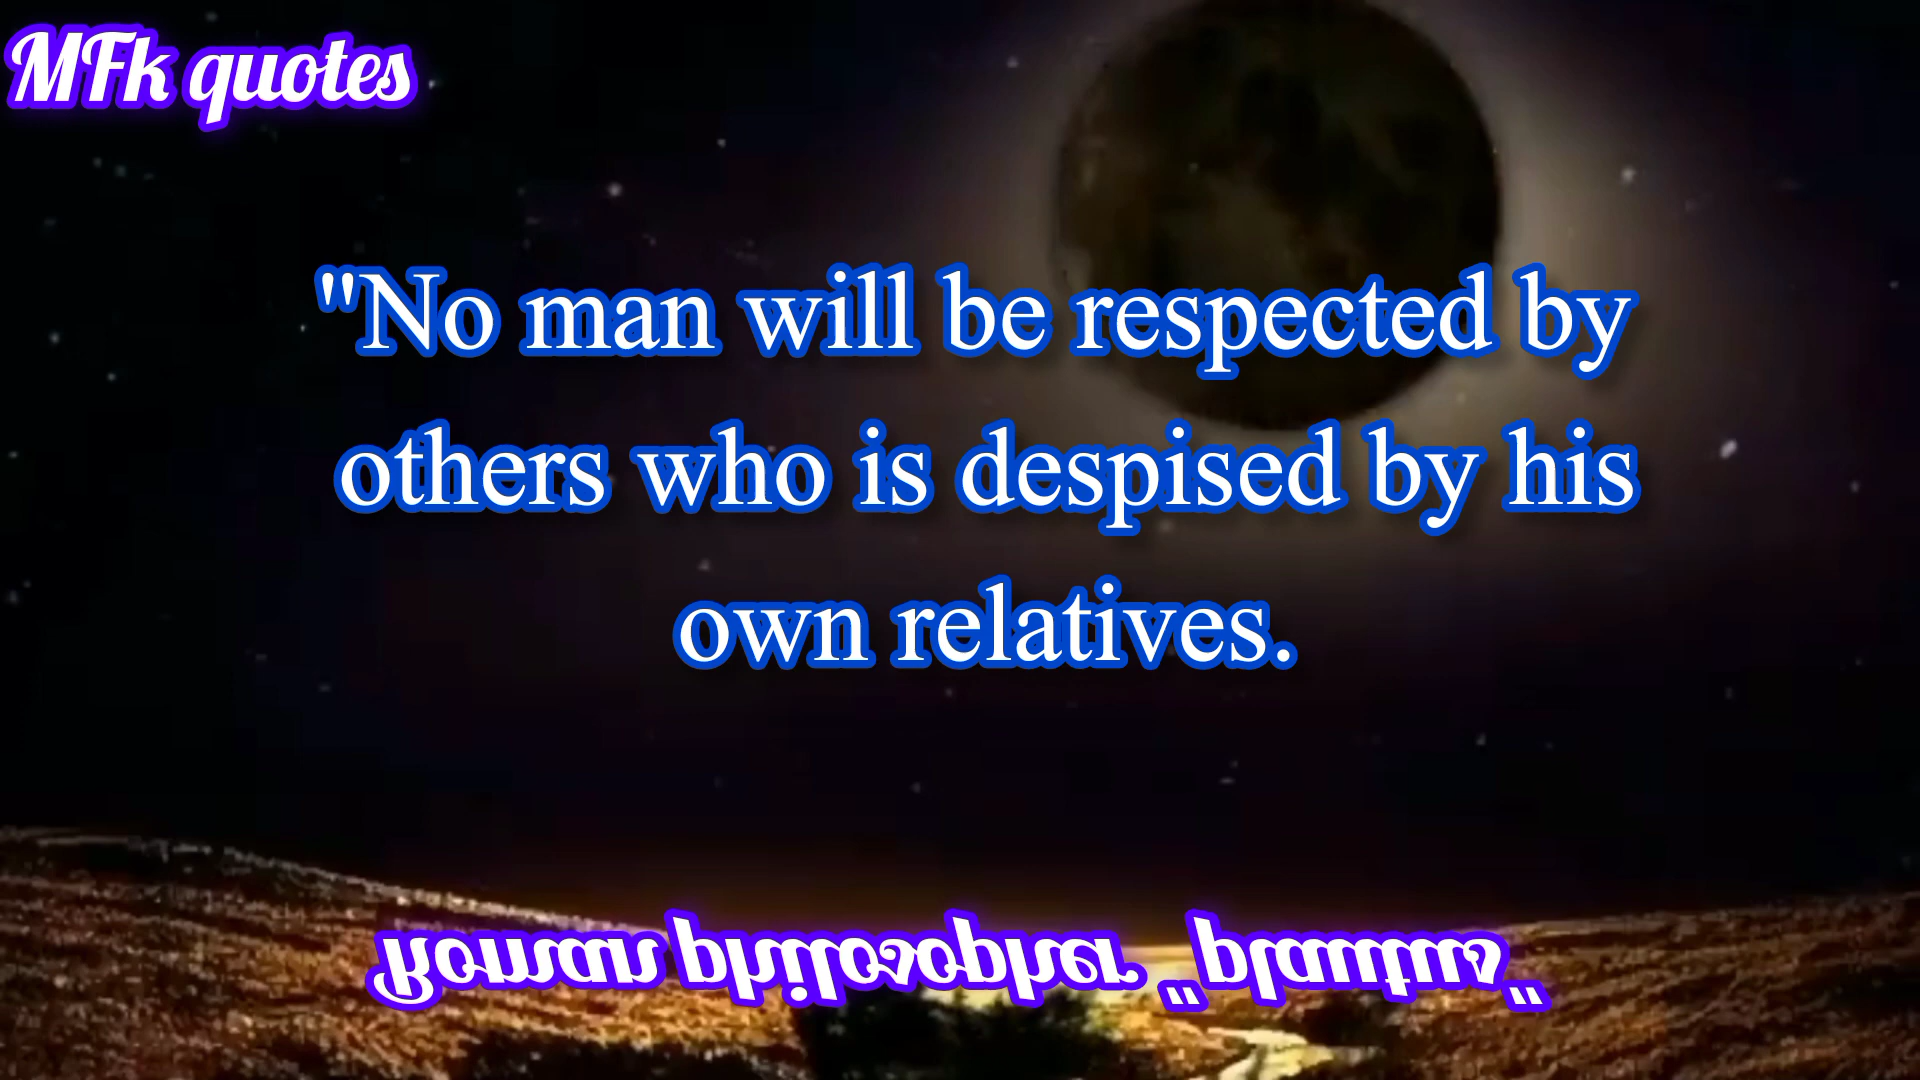 MFk quotes
"No man will be respected by
others who is despised by his
own relatives.
Roman philosopher. "plautus"